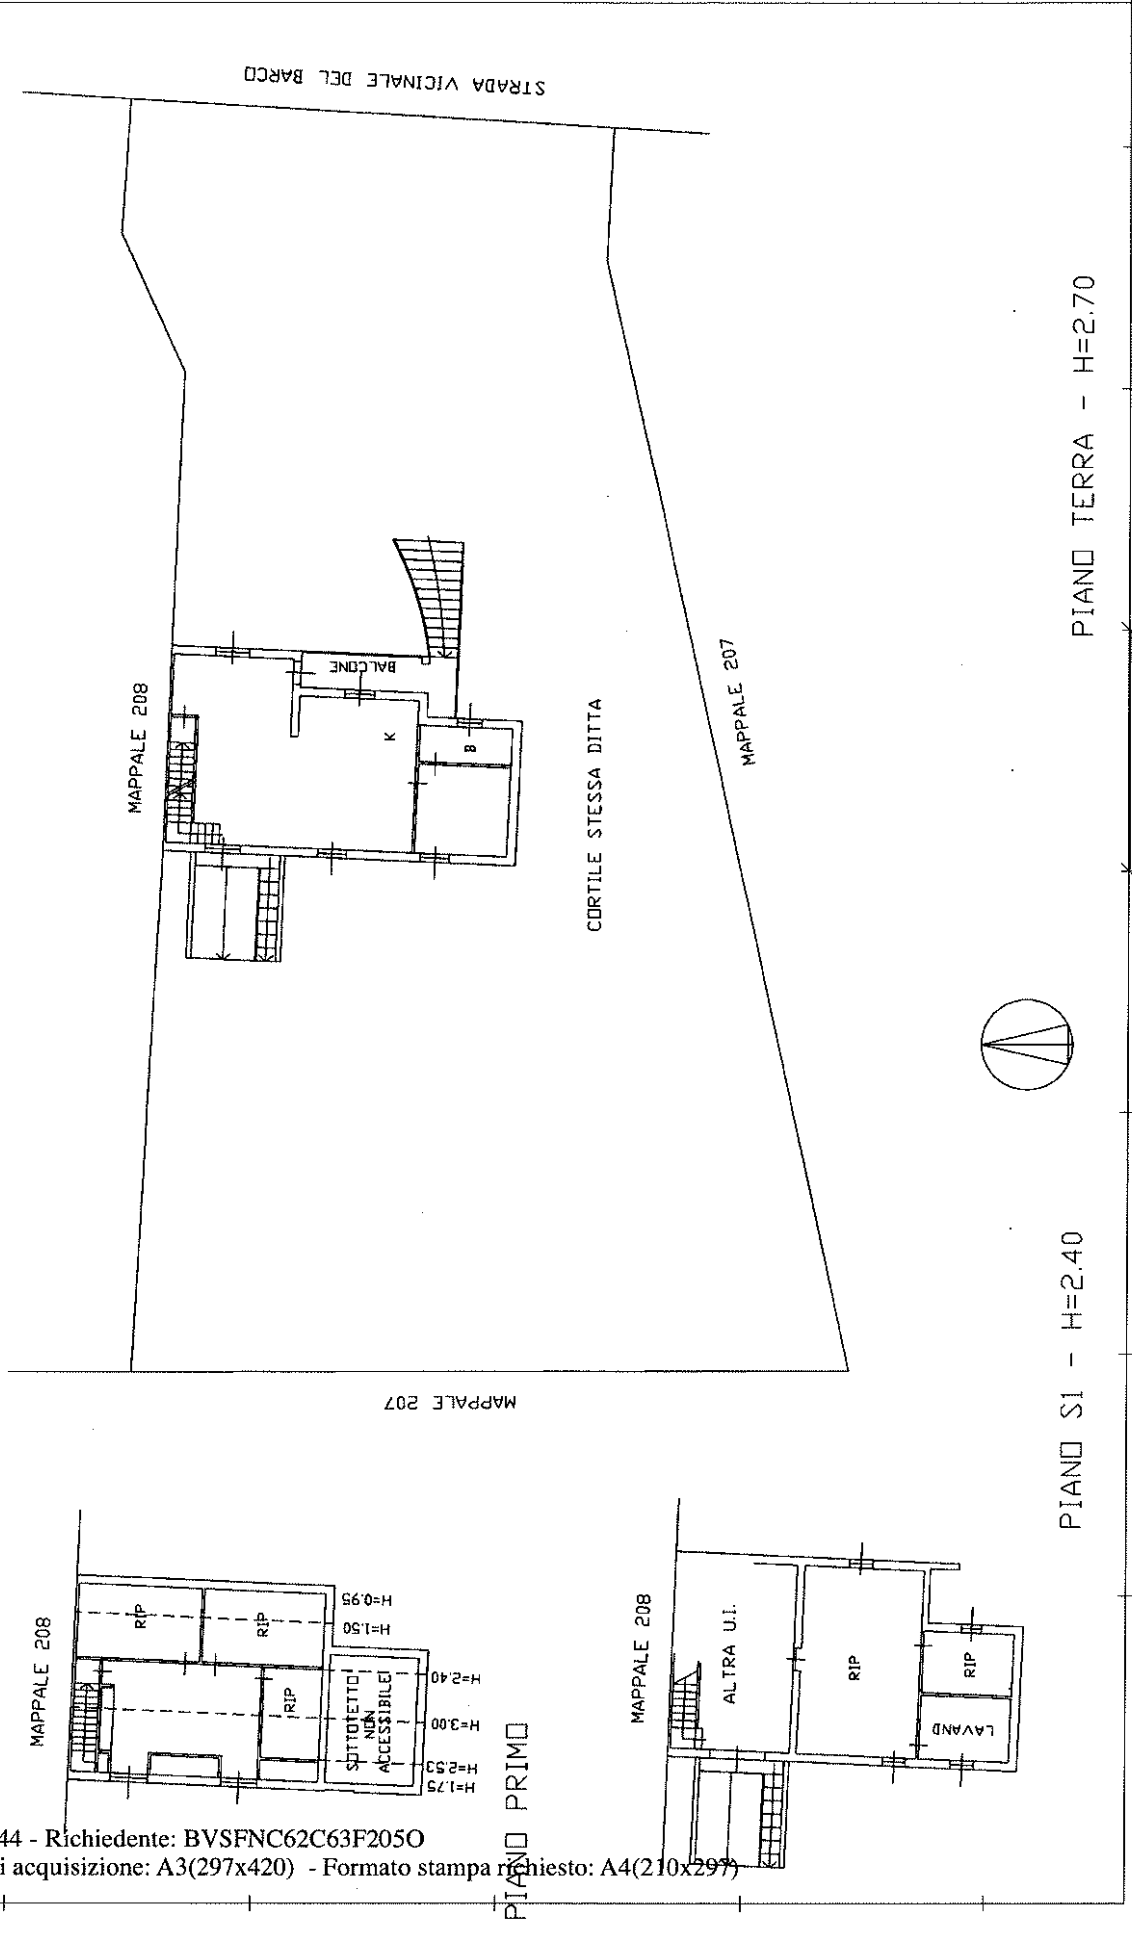 STRADA VICINALE DEL BARCO
MAPPALE 208
BALCONE
K
B
CORTILE STESSA DITTA
MAPPALE 207
PIANO TERRA - H=2.70
MAPPALE 207
MAPPALE 208
RIP
RIP
RIP
SOTTOTETTO
NON
ACCESSIBILE
H=0.95
H=1.50
H=2.40
H=3.00
H=2.53
H=1.75
PIANO PRIMO
MAPPALE 208
ALTRA U.I.
RIP
RIP
LAVAND
PIANO S1 - H=2.40
44 - Richiedente: BVSFNC62C63F205O
i acquisizione: A3(297x420) - Formato stampa richiesto: A4(210x297)